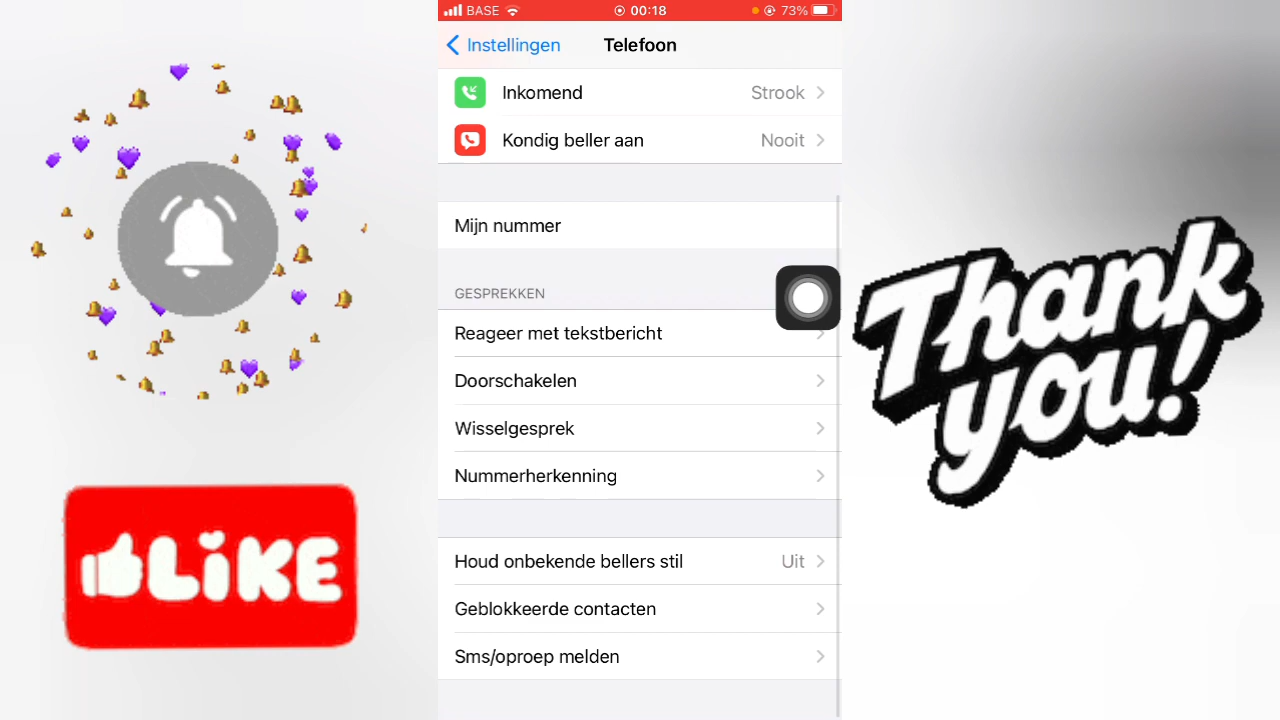 BASE 00:18 73%
Instellingen Telefoon
Inkomend Strook
Kondig beller aan Nooit
Mijn nummer
GESPREKKEN
Reageer met tekstbericht
Doorschakelen
Wisselgesprek
Nummerherkenning
Houd onbekende bellers stil Uit
Geblokkeerde contacten
Sms/oproep melden
LiKE
Thank
you!